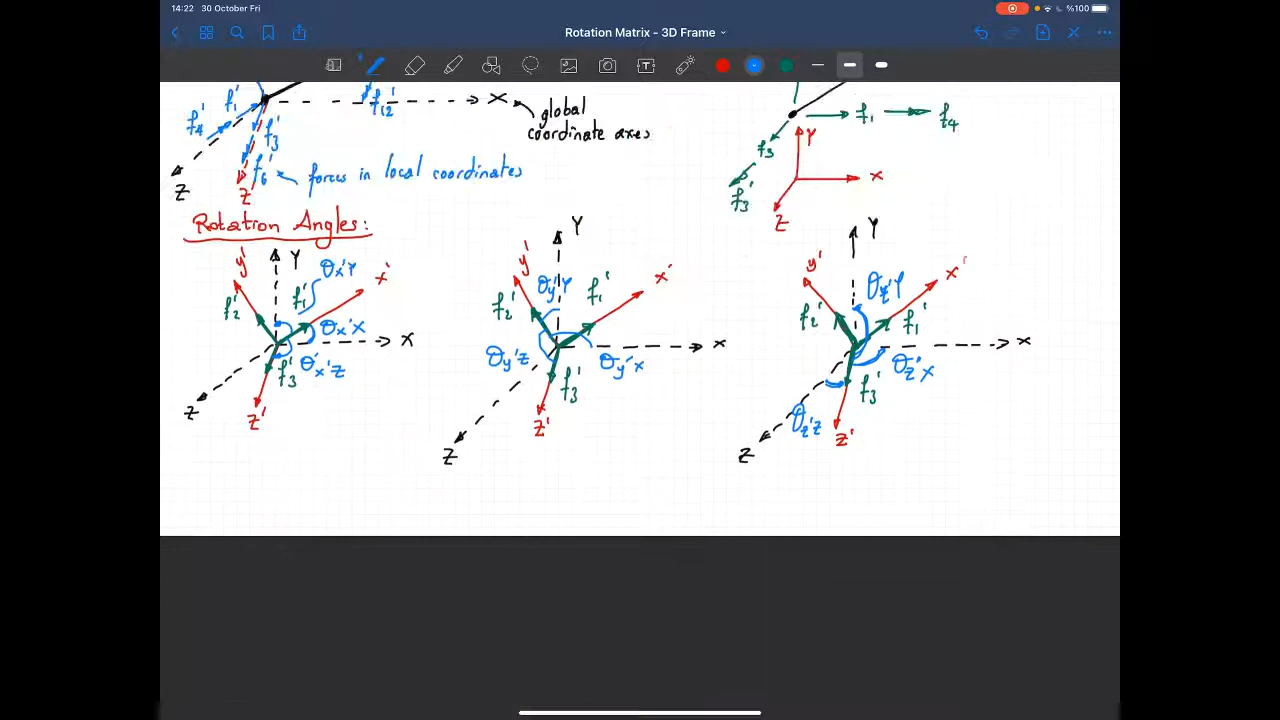 14:22 30 October Fri
%100
Rotation Matrix - 3D Frame
T
f4' f1' f12' X
global
coordinate axes
f1 f4
f3' f3
f6' forces in local coordinates
f3'
Y
X
Z
Z
Z
Rotation Angles:
y' Y θx'Y x'
f2' f1' θx'X
X
θ'x'Z
f3'
Z
Z'
Y
y' θy'Y f1' x'
f2'
X
θy'Z θy'X
f3'
Z'
Z
Y
y' θz'Y x'
f2' f1'
X
θz'X
f3'
θz'Z
Z'
Z